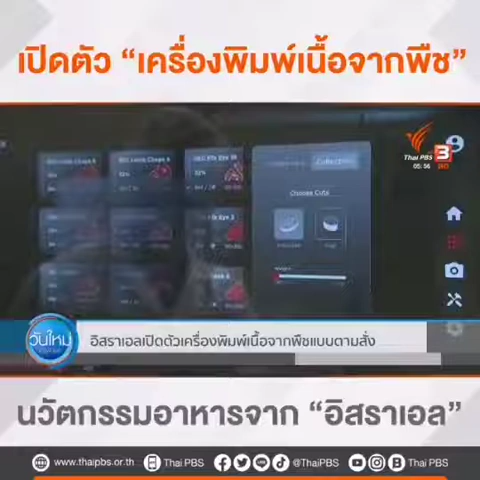 เปิดตัว “เครื่องพิมพ์เนื้อจากพืช”
Thai PBS 3
05:56
Choose Cuts
วันใหม่
อิสราเอลเปิดตัวเครื่องพิมพ์เนื้อจากพืชแบบตามสั่ง
นวัตกรรมอาหารจาก “อิสราเอล”
www.thaipbs.or.th Thai PBS @ThaiPBS Thai PBS